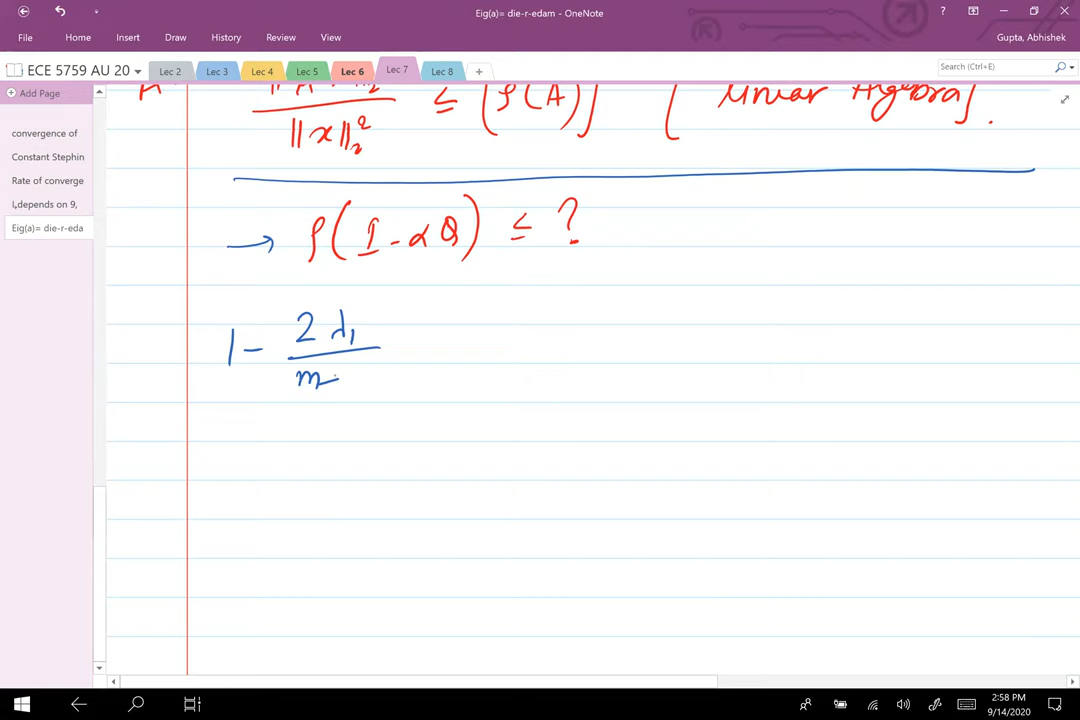 Eig(a)= die-r-edam - OneNote
File Home Insert Draw History Review View Gupta, Abhishek
ECE 5759 AU 20 Lec 2 Lec 3 Lec 4 Lec 5 Lec 6 Lec 7 Lec 8 + Search (Ctrl+E)
Add Page
convergence of
Constant Stephin
Rate of converge
l,depends on 9,
Eig(a)= die-r-eda
‖x‖₂² ≤ [ρ(A)] [Linear Algebra].
→ ρ(I - αQ) ≤ ?
1 - 2λ₁
m
2:58 PM
9/14/2020